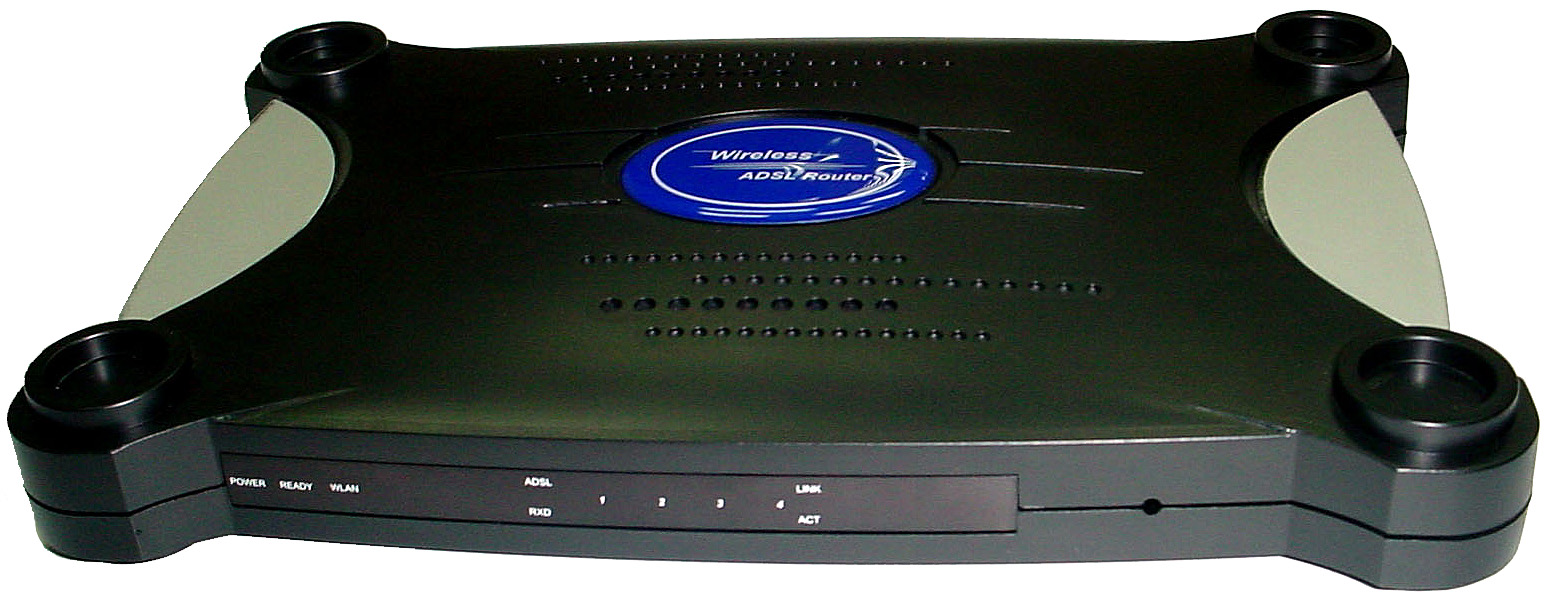 Wireless
ADSL Router
POWER READY WLAN
ADSL
RXD
1 2 3 4
LINK
ACT